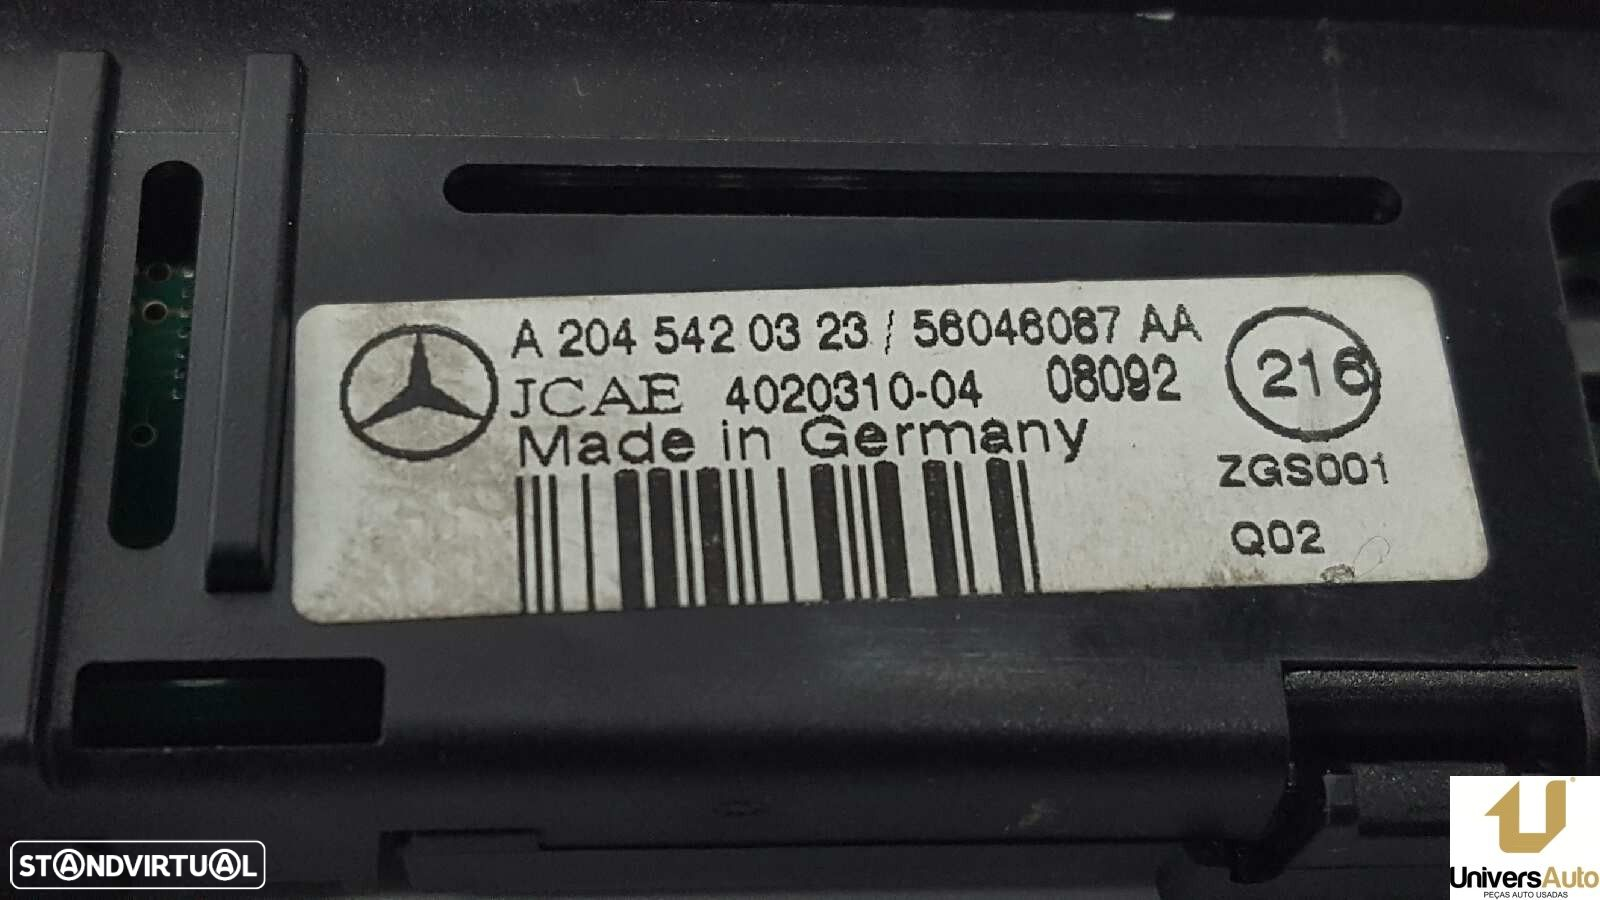 A 204 542 03 23 / 56046087 AA
JCAE 4020310-04 08092
216
Made in Germany
ZGS001
Q02
STANDVIRTUAL
UniversAuto
PEÇAS AUTO USADAS